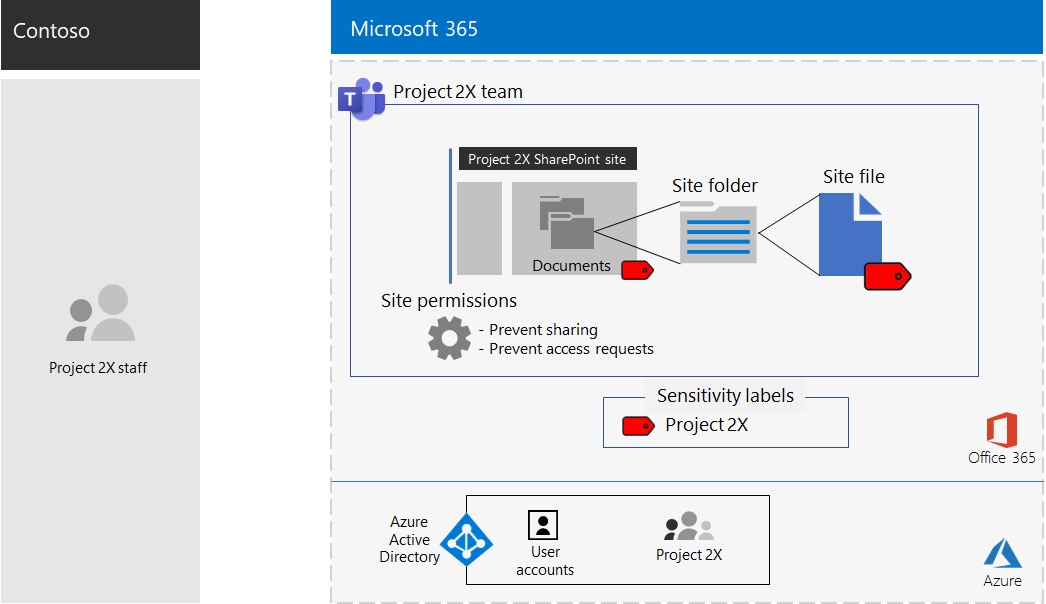 Contoso
Microsoft 365
T
Project 2X team
Project 2X SharePoint site
Site folder
Site file
Documents
Site permissions
- Prevent sharing
- Prevent access requests
Project 2X staff
Sensitivity labels
Project 2X
Office 365
Azure
Active
Directory
User
accounts
Project 2X
Azure